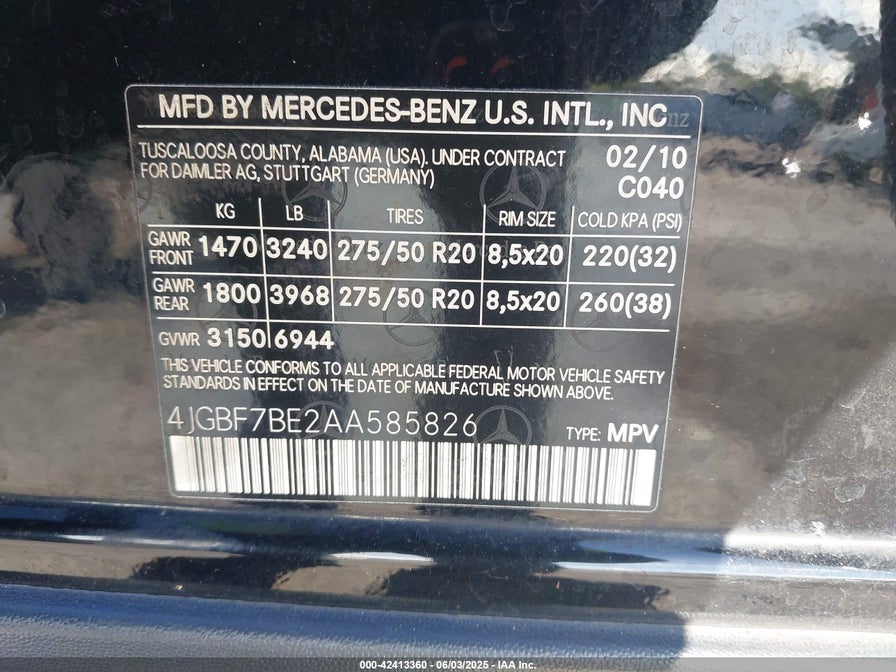 MFD BY MERCEDES-BENZ U.S. INTL., INC
TUSCALOOSA COUNTY, ALABAMA (USA). UNDER CONTRACT
FOR DAIMLER AG, STUTTGART (GERMANY)
02/10
C040
KG LB TIRES RIM SIZE COLD KPA (PSI)
GAWR FRONT 1470 3240 275/50 R20 8,5x20 220(32)
GAWR REAR 1800 3968 275/50 R20 8,5x20 260(38)
GVWR 3150 6944
THIS VEHICLE CONFORMS TO ALL APPLICABLE FEDERAL MOTOR VEHICLE SAFETY
STANDARDS IN EFFECT ON THE DATE OF MANUFACTURE SHOWN ABOVE.
4JGBF7BE2AA585826 TYPE: MPV
000-42413360 - 06/03/2025 - IAA Inc.